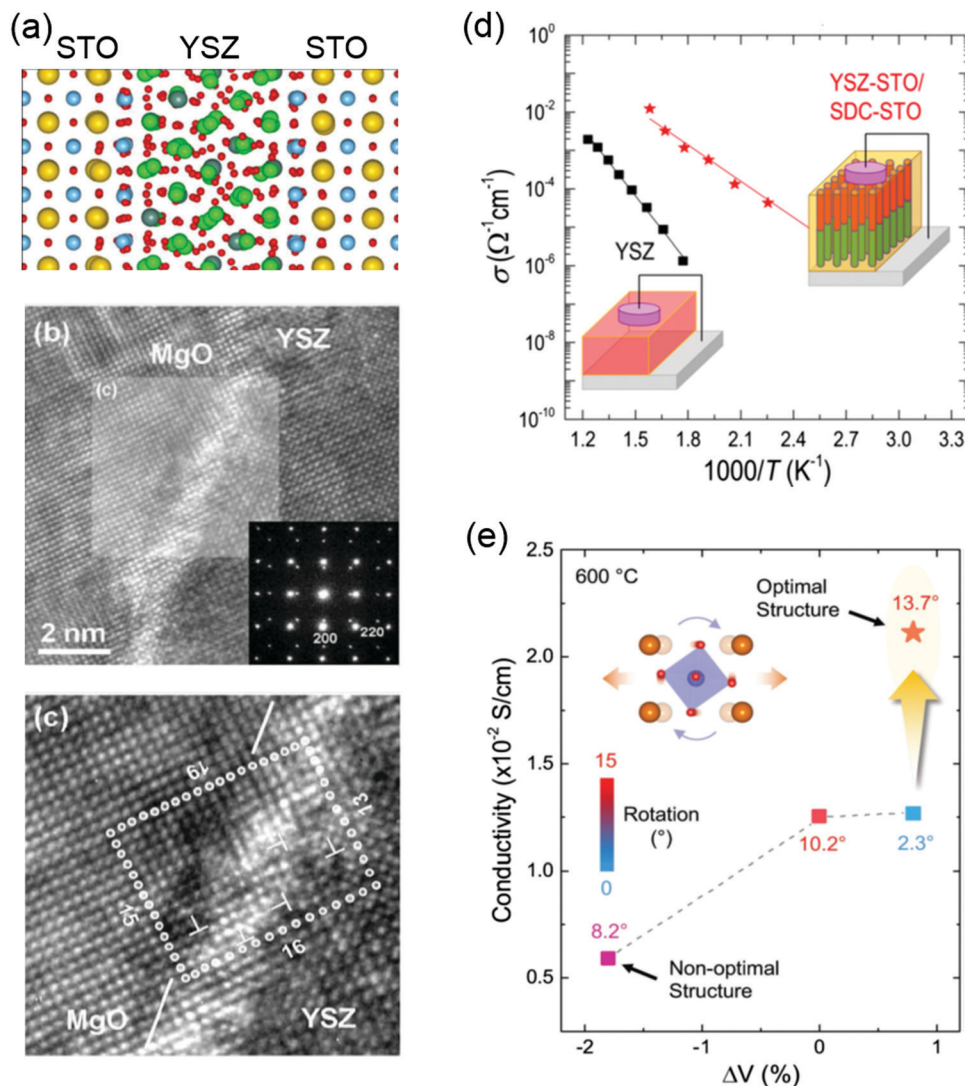 (a)
STO YSZ STO
(b)
MgO
YSZ
(c)
2 nm
200
220
(c)
19
13
15
16
MgO
YSZ
(d)
10⁰
10⁻²
10⁻⁴
10⁻⁶
10⁻⁸
10⁻¹⁰
σ (Ω⁻¹cm⁻¹)
YSZ-STO/
SDC-STO
YSZ
1.2 1.5 1.8 2.1 2.4 2.7 3.0 3.3
1000/T (K⁻¹)
(e)
2.5
2.0
1.5
1.0
0.5
Conductivity (x10⁻² S/cm)
600 °C
Optimal
Structure
13.7°
15
Rotation
(°)
0
10.2°
2.3°
8.2°
Non-optimal
Structure
-2 -1 0 1
ΔV (%)